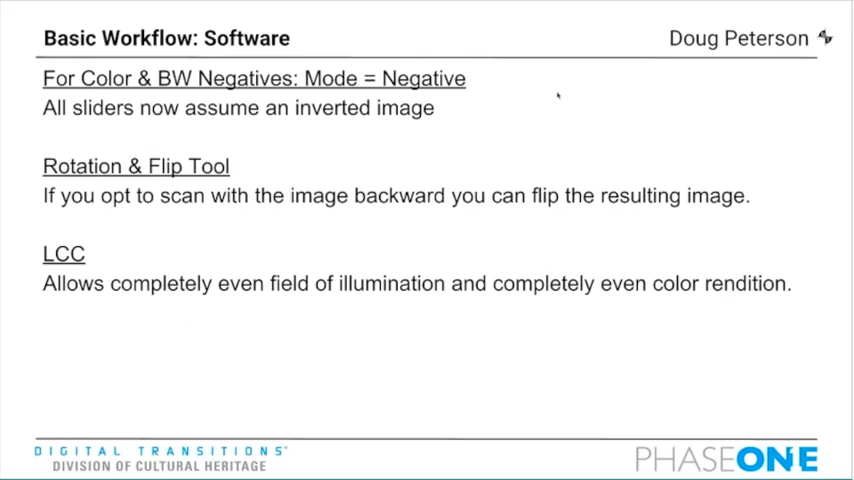 Basic Workflow: Software
Doug Peterson
For Color & BW Negatives: Mode = Negative
All sliders now assume an inverted image
Rotation & Flip Tool
If you opt to scan with the image backward you can flip the resulting image.
LCC
Allows completely even field of illumination and completely even color rendition.
DIGITAL TRANSITIONS
DIVISION OF CULTURAL HERITAGE
PHASEONE